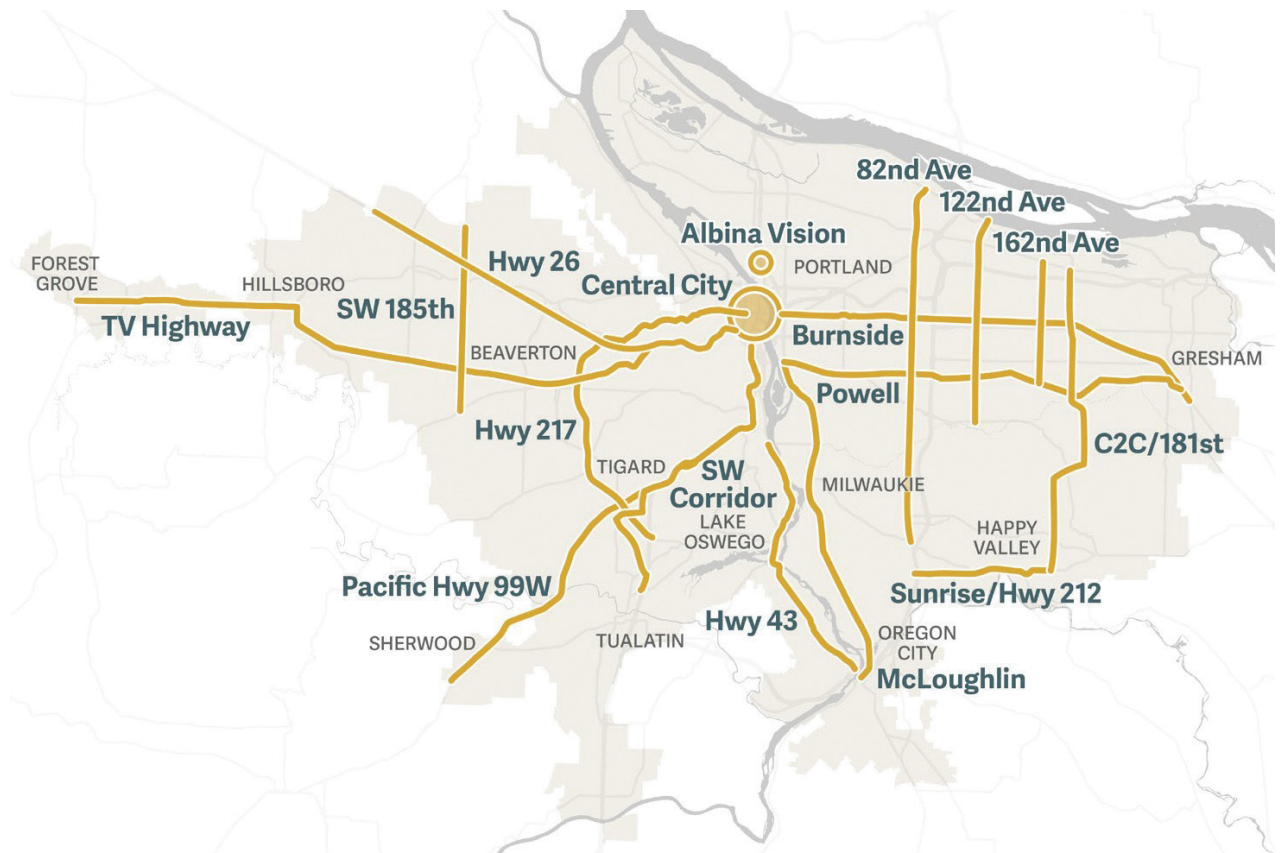 82nd Ave
122nd Ave
Albina Vision
162nd Ave
FOREST
GROVE
HILLSBORO
Hwy 26
PORTLAND
Central City
TV Highway
SW 185th
BEAVERTON
Burnside
GRESHAM
Powell
Hwy 217
C2C/181st
TIGARD
SW
Corridor
MILWAUKIE
LAKE
OSWEGO
HAPPY
VALLEY
Pacific Hwy 99W
Sunrise/Hwy 212
SHERWOOD
TUALATIN
Hwy 43
OREGON
CITY
McLoughlin